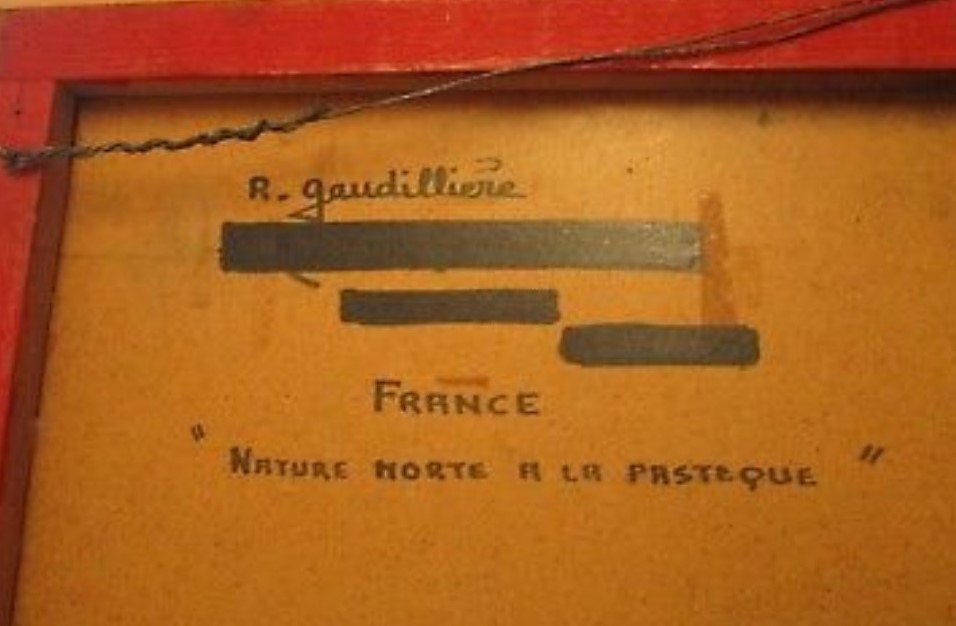 R. gaudillière
FRANCE
" NATURE MORTE A LA PASTEQUE "